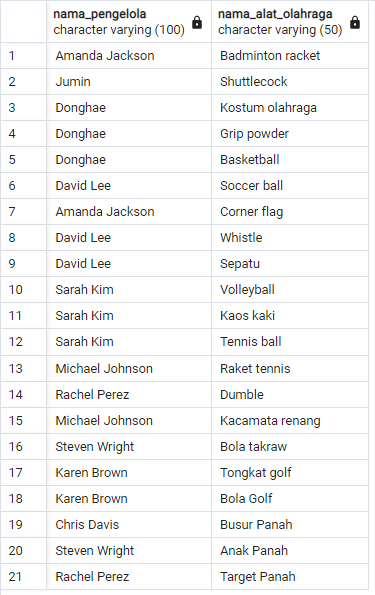 nama_pengelola nama_alat_olahraga
character varying (100) character varying (50)
1 Amanda Jackson Badminton racket
2 Jumin Shuttlecock
3 Donghae Kostum olahraga
4 Donghae Grip powder
5 Donghae Basketball
6 David Lee Soccer ball
7 Amanda Jackson Corner flag
8 David Lee Whistle
9 David Lee Sepatu
10 Sarah Kim Volleyball
11 Sarah Kim Kaos kaki
12 Sarah Kim Tennis ball
13 Michael Johnson Raket tennis
14 Rachel Perez Dumble
15 Michael Johnson Kacamata renang
16 Steven Wright Bola takraw
17 Karen Brown Tongkat golf
18 Karen Brown Bola Golf
19 Chris Davis Busur Panah
20 Steven Wright Anak Panah
21 Rachel Perez Target Panah